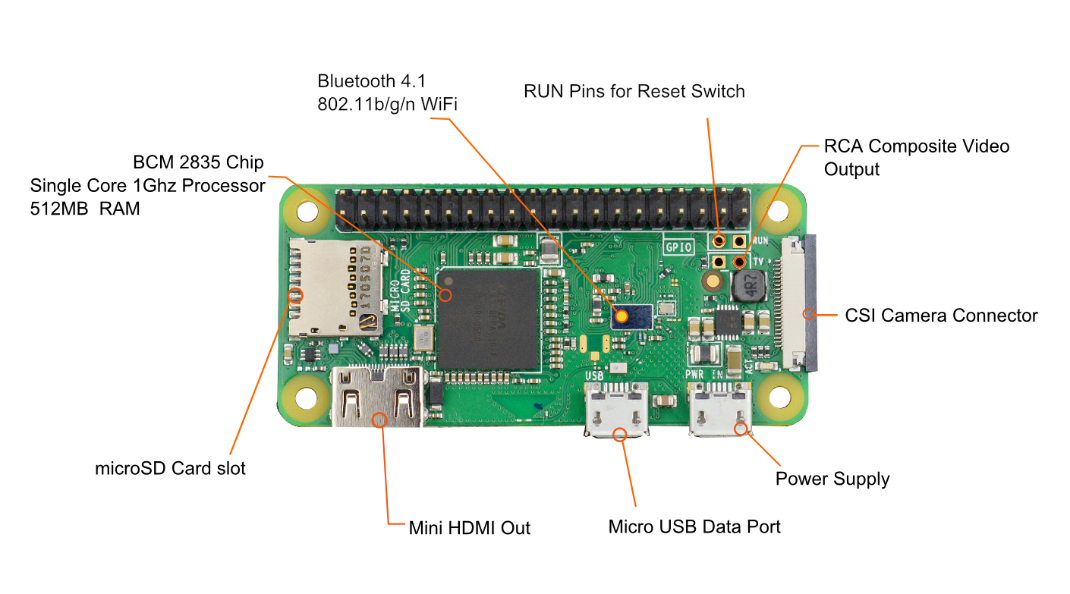 Bluetooth 4.1
802.11b/g/n WiFi
RUN Pins for Reset Switch
RCA Composite Video
Output
BCM 2835 Chip
Single Core 1Ghz Processor
512MB RAM
GPIO
RUN
TV
4R7
MICRO
SD CARD
170507D
CSI Camera Connector
USB
PWR IN
ACT
microSD Card slot
Power Supply
Mini HDMI Out
Micro USB Data Port